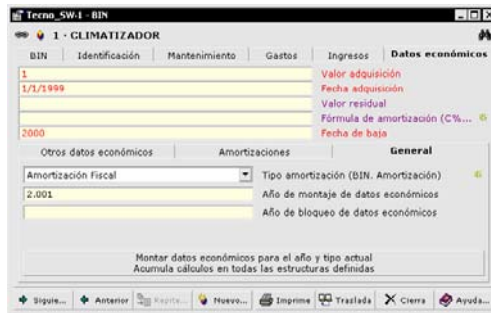 Tecno_SW-1 - BIN
1 - CLIMATIZADOR
BIN Identificación Mantenimiento Gastos Ingresos Datos económicos
1 Valor adquisición
1/1/1999 Fecha adquisición
Valor residual
Fórmula de amortización (C%...
2000 Fecha de baja
Otros datos económicos Amortizaciones General
Amortización Fiscal Tipo amortización (BIN. Amortización)
2.001 Año de montaje de datos económicos
Año de bloqueo de datos económicos
Montar datos económicos para el año y tipo actual
Acumula cálculos en todas las estructuras definidas
Siguie... Anterior Repite... Nuevo... Imprime Traslada Cierra Ayuda...